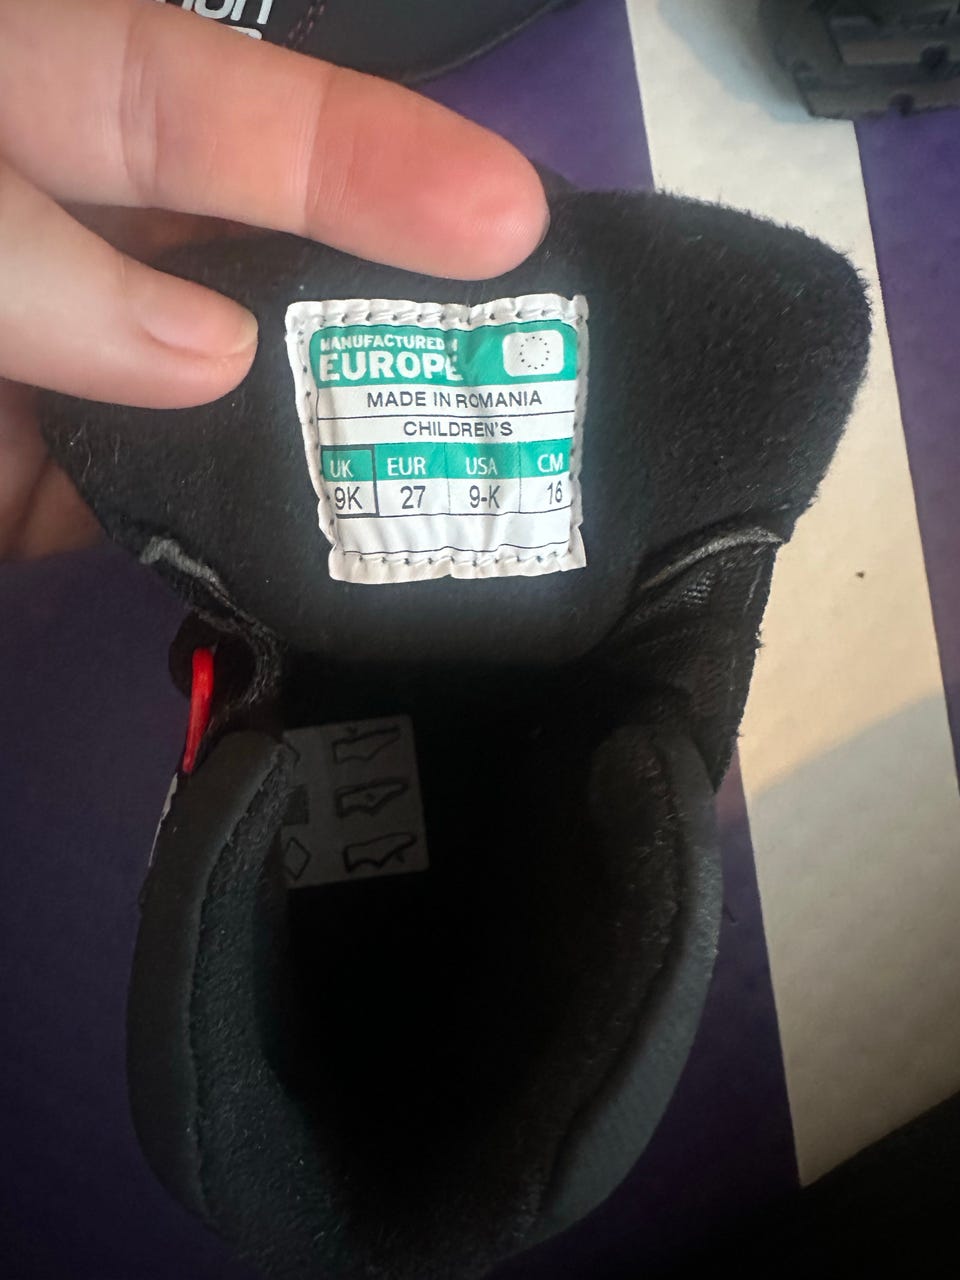 MANUFACTURED IN
EUROPE
MADE IN ROMANIA
CHILDREN'S
UK EUR USA CM
9K 27 9-K 16